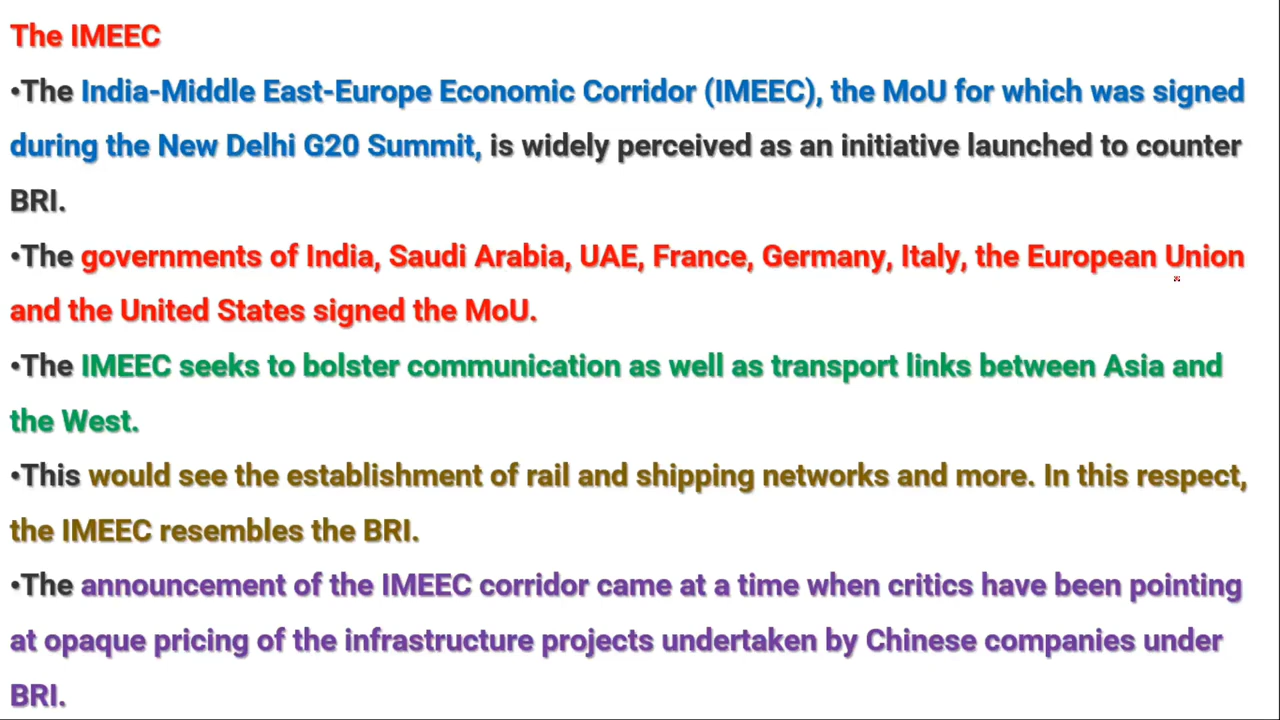 The IMEEC
•The India-Middle East-Europe Economic Corridor (IMEEC), the MoU for which was signed
during the New Delhi G20 Summit, is widely perceived as an initiative launched to counter
BRI.
•The governments of India, Saudi Arabia, UAE, France, Germany, Italy, the European Union
and the United States signed the MoU.
•The IMEEC seeks to bolster communication as well as transport links between Asia and
the West.
•This would see the establishment of rail and shipping networks and more. In this respect,
the IMEEC resembles the BRI.
•The announcement of the IMEEC corridor came at a time when critics have been pointing
at opaque pricing of the infrastructure projects undertaken by Chinese companies under
BRI.